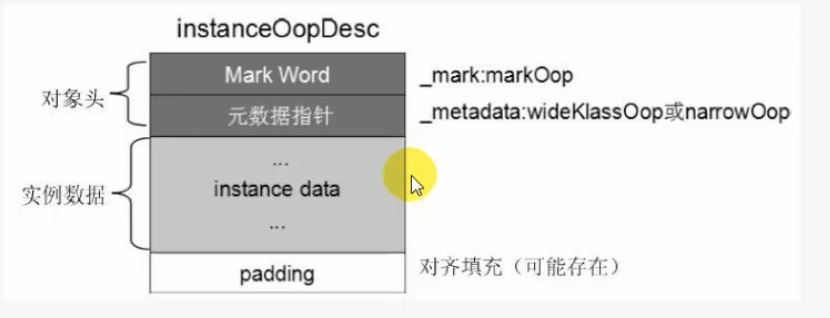 instanceOopDesc
对象头
Mark Word
_mark:markOop
元数据指针
_metadata:wideKlassOop或narrowOop
实例数据
...
instance data
...
padding
对齐填充（可能存在）